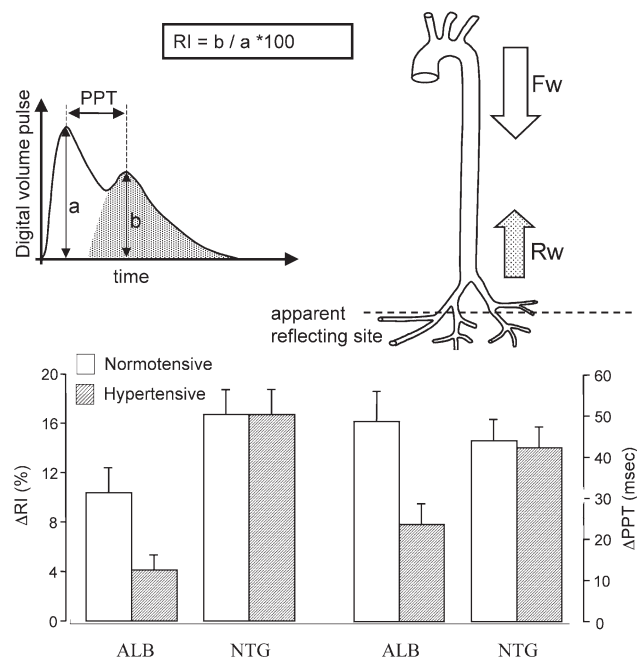 RI = b / a *100
PPT
Digital volume pulse
a
b
time
Fw
Rw
apparent
reflecting site
Normotensive
Hypertensive
20
16
12
8
4
0
ΔRI (%)
60
50
40
30
20
10
0
ΔPPT (msec)
ALB NTG ALB NTG